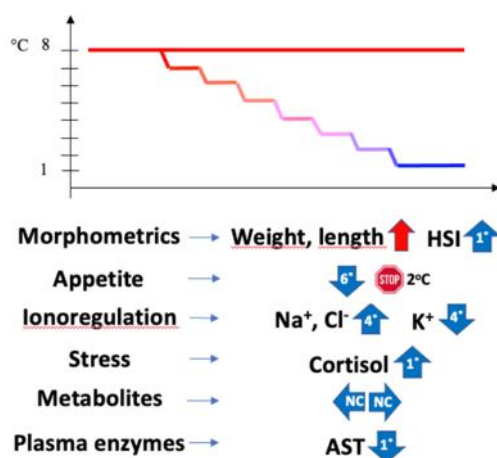 °C 8
1
Morphometrics Weight, length HSI 1°
Appetite 6° STOP 2°C
Ionoregulation Na⁺, Cl⁻ 4° K⁺ 4°
Stress Cortisol 1°
Metabolites NC NC
Plasma enzymes AST 1°